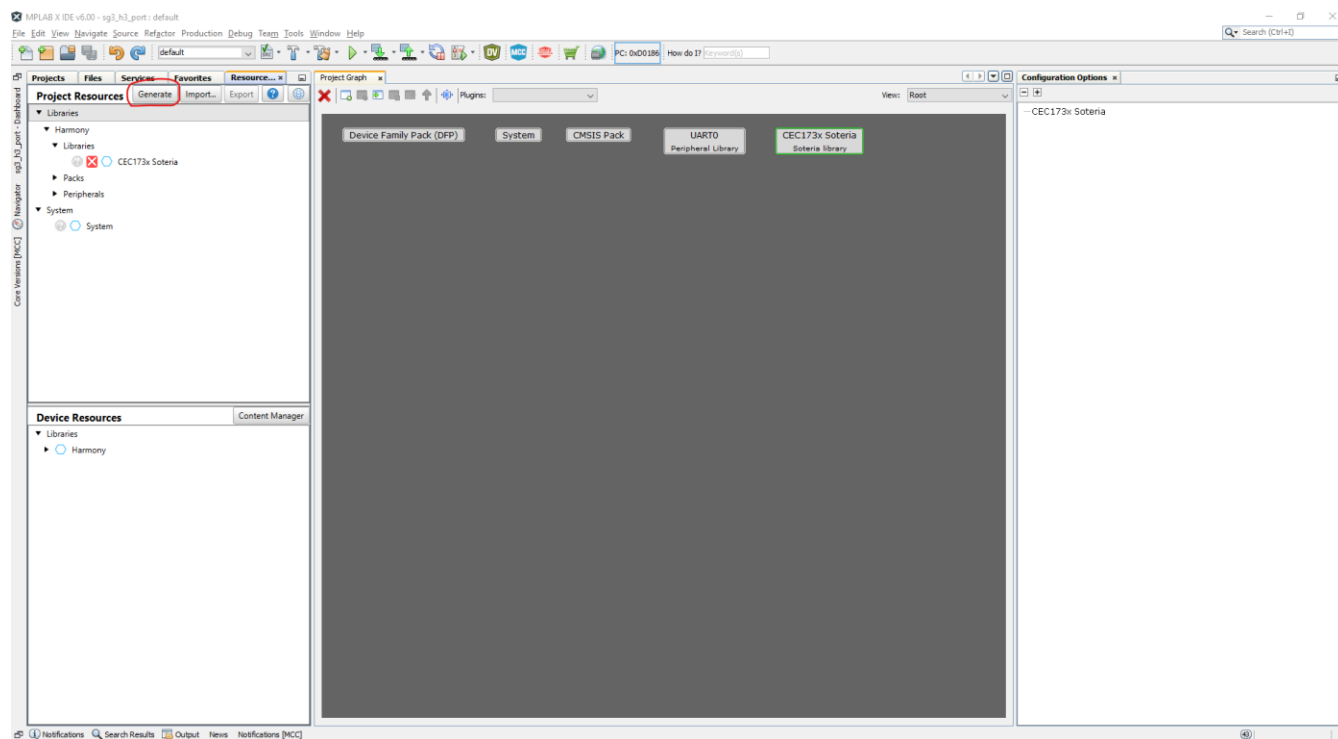 MPLAB X IDE v6.00 - sg3_h3_port : default
File Edit View Navigate Source Refactor Production Debug Team Tools Window Help
Search (Ctrl+I)
default
DV
MCC
PC: 0xD0186
How do I?
Keyword(s)
Projects Files Services Favorites Resource... ×
Project Resources Generate Import... Export
Libraries
Harmony
Libraries
CEC173x Soteria
Packs
Peripherals
System
System
Device Resources Content Manager
Libraries
Harmony
sg3_h3_port - Dashboard
Navigator
Core Versions [MCC]
Project Graph ×
Plugins:
View: Root
Device Family Pack (DFP)
System
CMSIS Pack
UART0
Peripheral Library
CEC173x Soteria
Soteria library
Configuration Options ×
CEC173x Soteria
Notifications Search Results Output News Notifications [MCC]